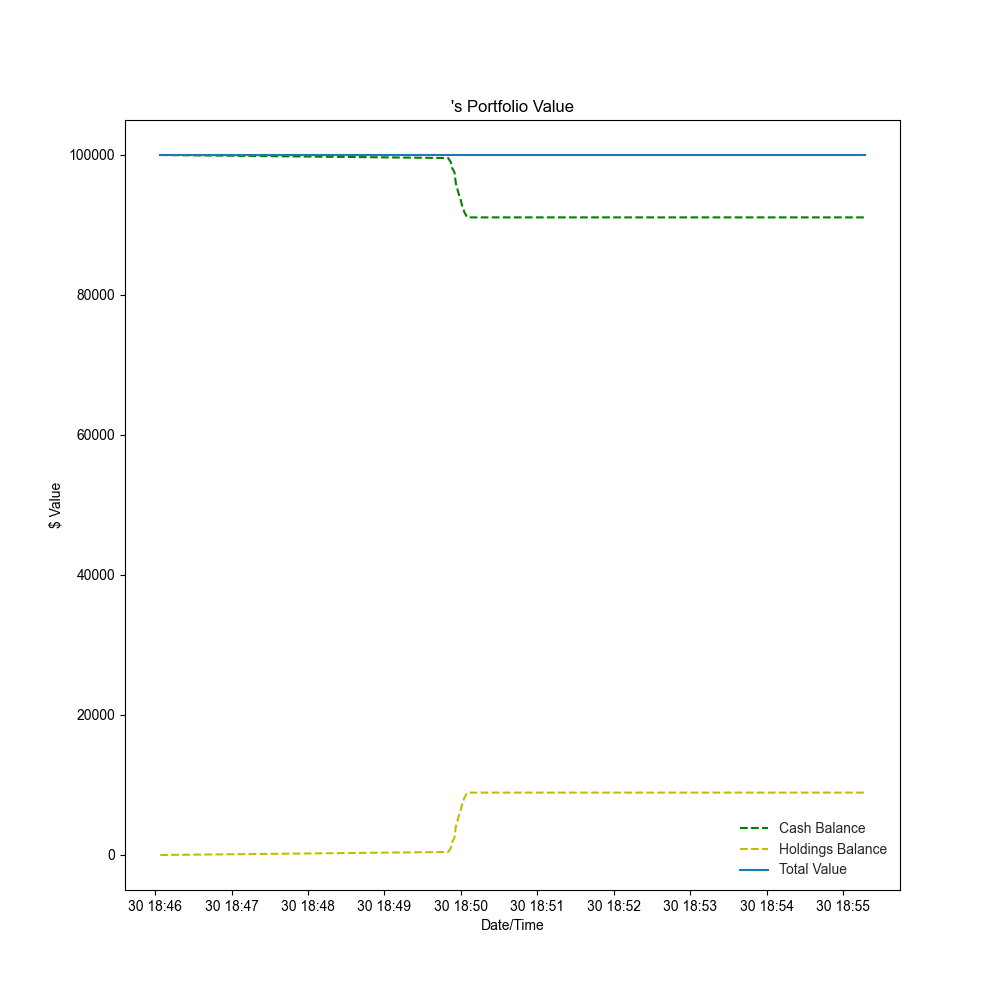 's Portfolio Value
100000
80000
60000
40000
20000
0
$ Value
Cash Balance
Holdings Balance
Total Value
30 18:46 30 18:47 30 18:48 30 18:49 30 18:50 30 18:51 30 18:52 30 18:53 30 18:54 30 18:55
Date/Time